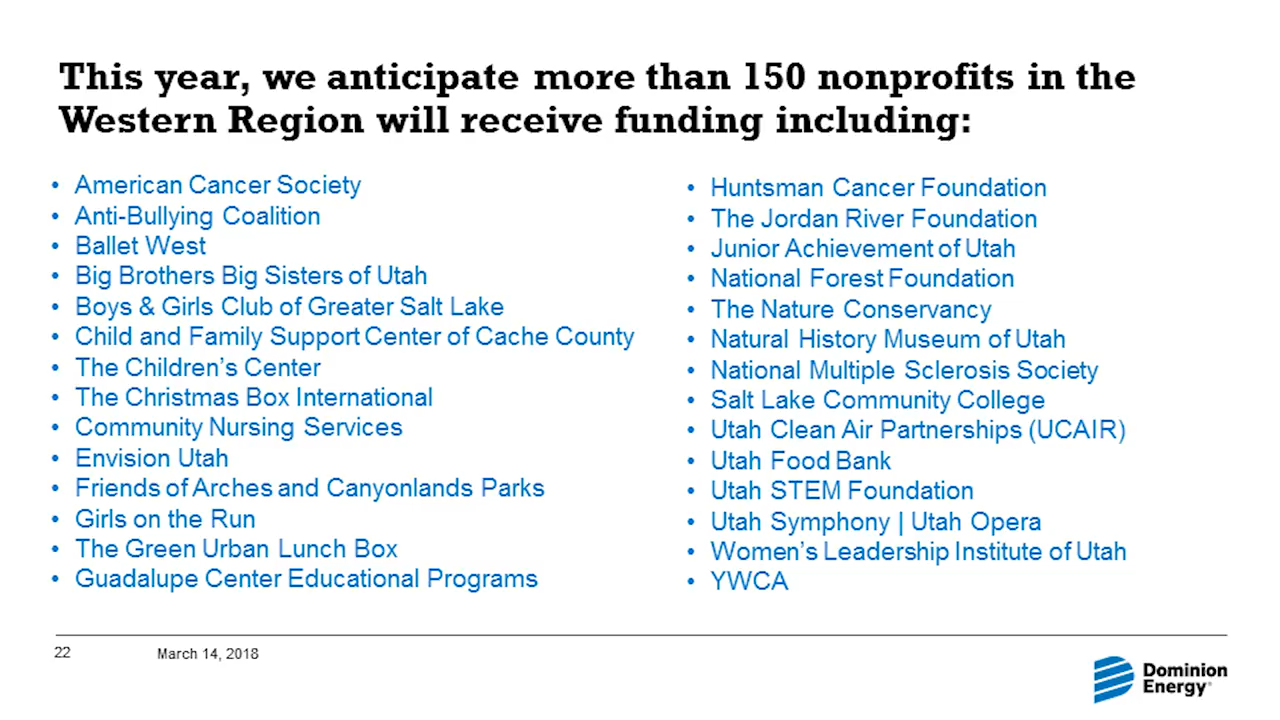 This year, we anticipate more than 150 nonprofits in the
Western Region will receive funding including:
• American Cancer Society
• Anti-Bullying Coalition
• Ballet West
• Big Brothers Big Sisters of Utah
• Boys & Girls Club of Greater Salt Lake
• Child and Family Support Center of Cache County
• The Children’s Center
• The Christmas Box International
• Community Nursing Services
• Envision Utah
• Friends of Arches and Canyonlands Parks
• Girls on the Run
• The Green Urban Lunch Box
• Guadalupe Center Educational Programs
• Huntsman Cancer Foundation
• The Jordan River Foundation
• Junior Achievement of Utah
• National Forest Foundation
• The Nature Conservancy
• Natural History Museum of Utah
• National Multiple Sclerosis Society
• Salt Lake Community College
• Utah Clean Air Partnerships (UCAIR)
• Utah Food Bank
• Utah STEM Foundation
• Utah Symphony | Utah Opera
• Women’s Leadership Institute of Utah
• YWCA
22 March 14, 2018
Dominion
Energy®